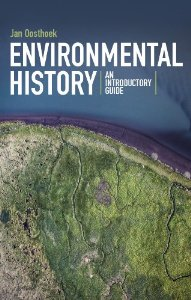 Jan Oosthoek
ENVIRONMENTAL
HISTORY
AN
INTRODUCTORY
GUIDE